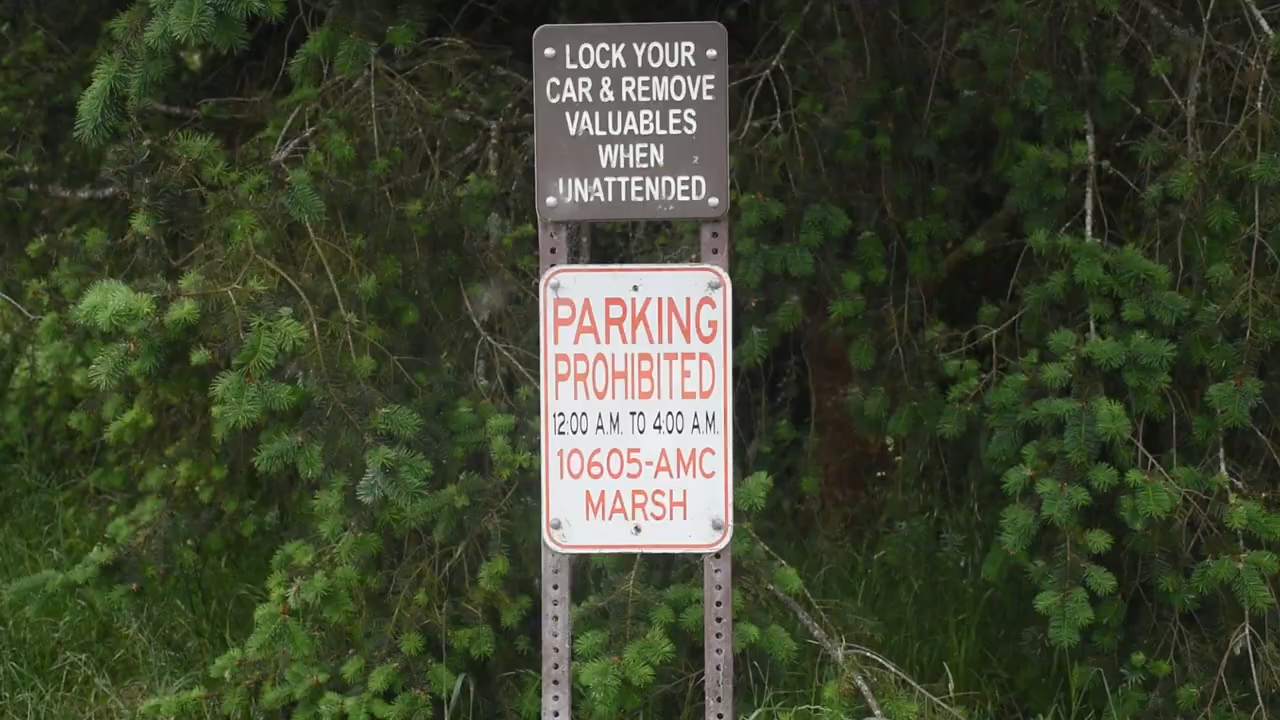 LOCK YOUR
CAR & REMOVE
VALUABLES
WHEN
UNATTENDED
PARKING
PROHIBITED
12:00 A.M. TO 4:00 A.M.
10605-AMC
MARSH